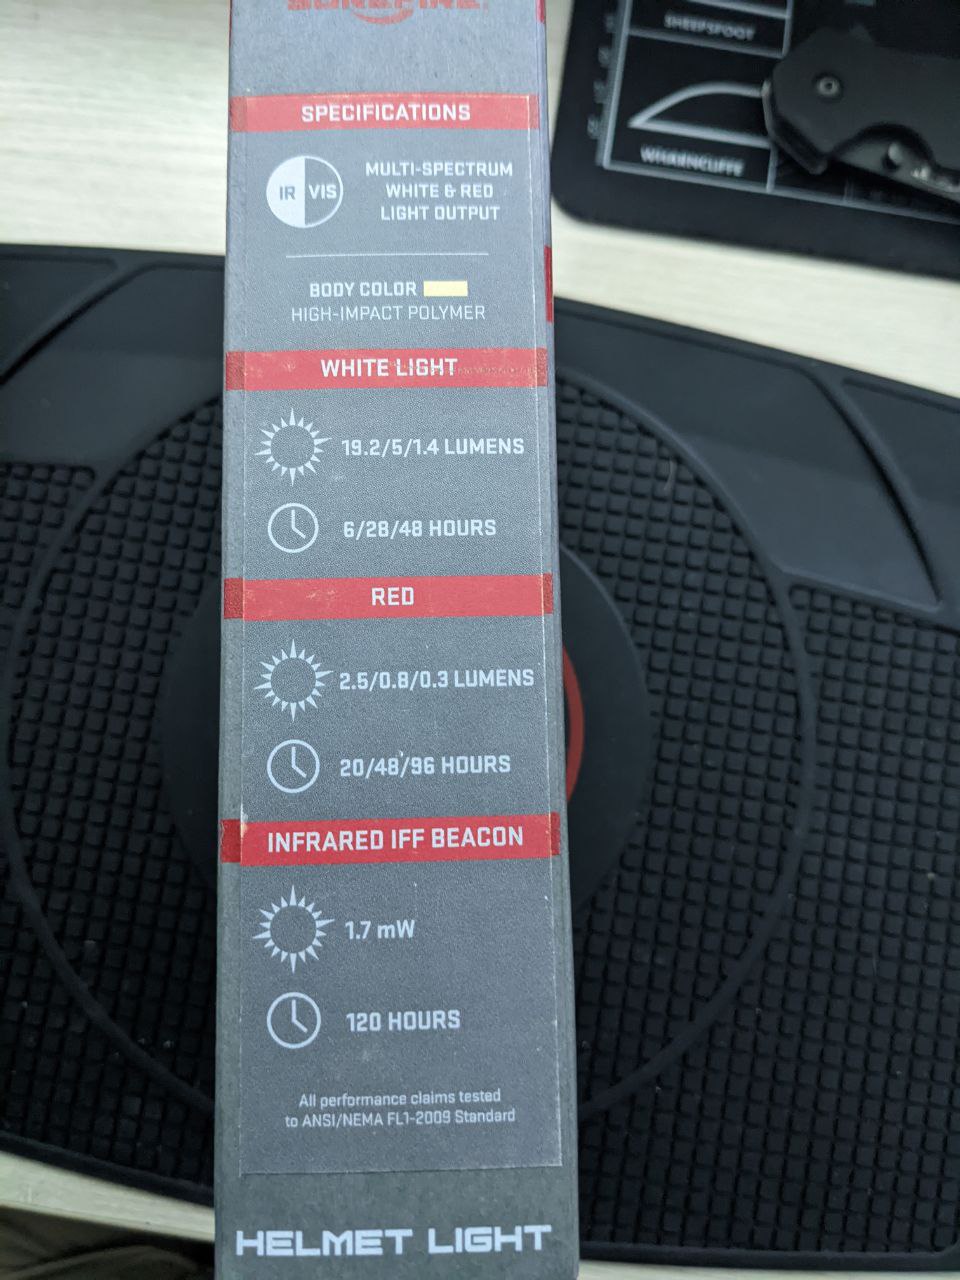 SUREFIRE
SPECIFICATIONS
IR VIS
MULTI-SPECTRUM
WHITE & RED
LIGHT OUTPUT
BODY COLOR
HIGH-IMPACT POLYMER
WHITE LIGHT
19.2/5/1.4 LUMENS
6/28/48 HOURS
RED
2.5/0.8/0.3 LUMENS
20/48/96 HOURS
INFRARED IFF BEACON
1.7 mW
120 HOURS
All performance claims tested
to ANSI/NEMA FL1-2009 Standard
HELMET LIGHT
SHEEPSFOOT
WHARNCLIFFE